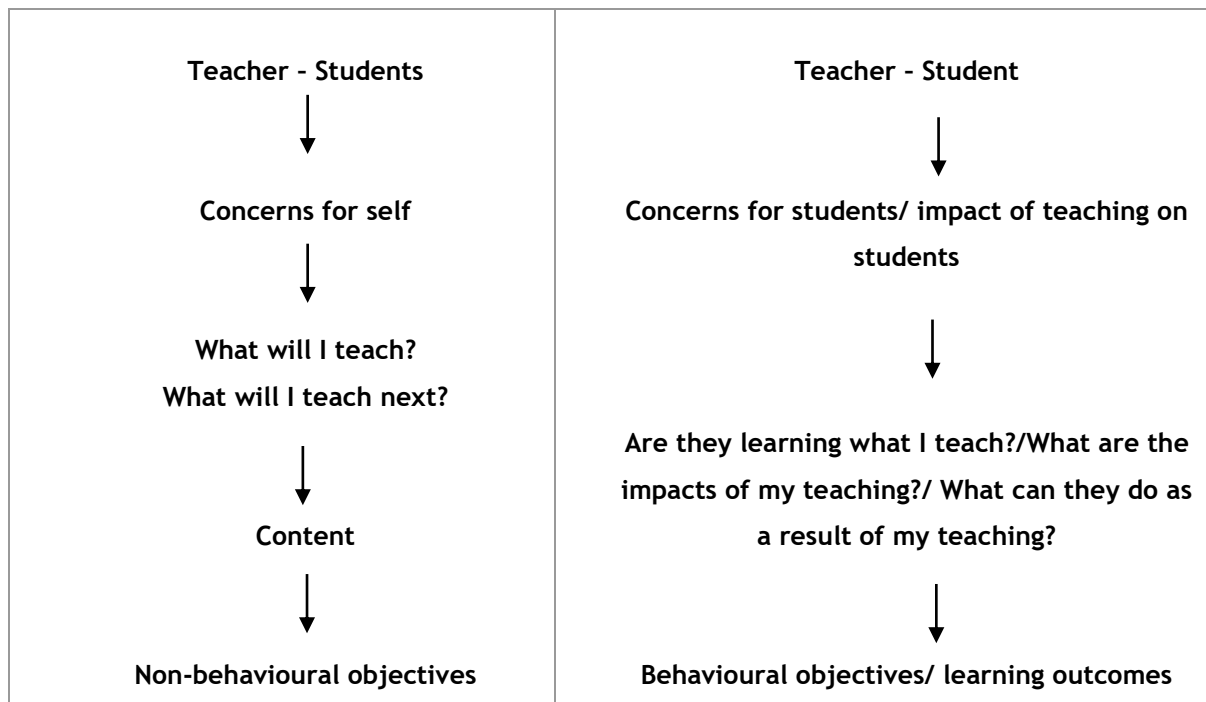 Teacher – Students
Concerns for self
What will I teach?
What will I teach next?
Content
Non-behavioural objectives
Teacher – Student
Concerns for students/ impact of teaching on
students
Are they learning what I teach?/What are the
impacts of my teaching?/ What can they do as
a result of my teaching?
Behavioural objectives/ learning outcomes